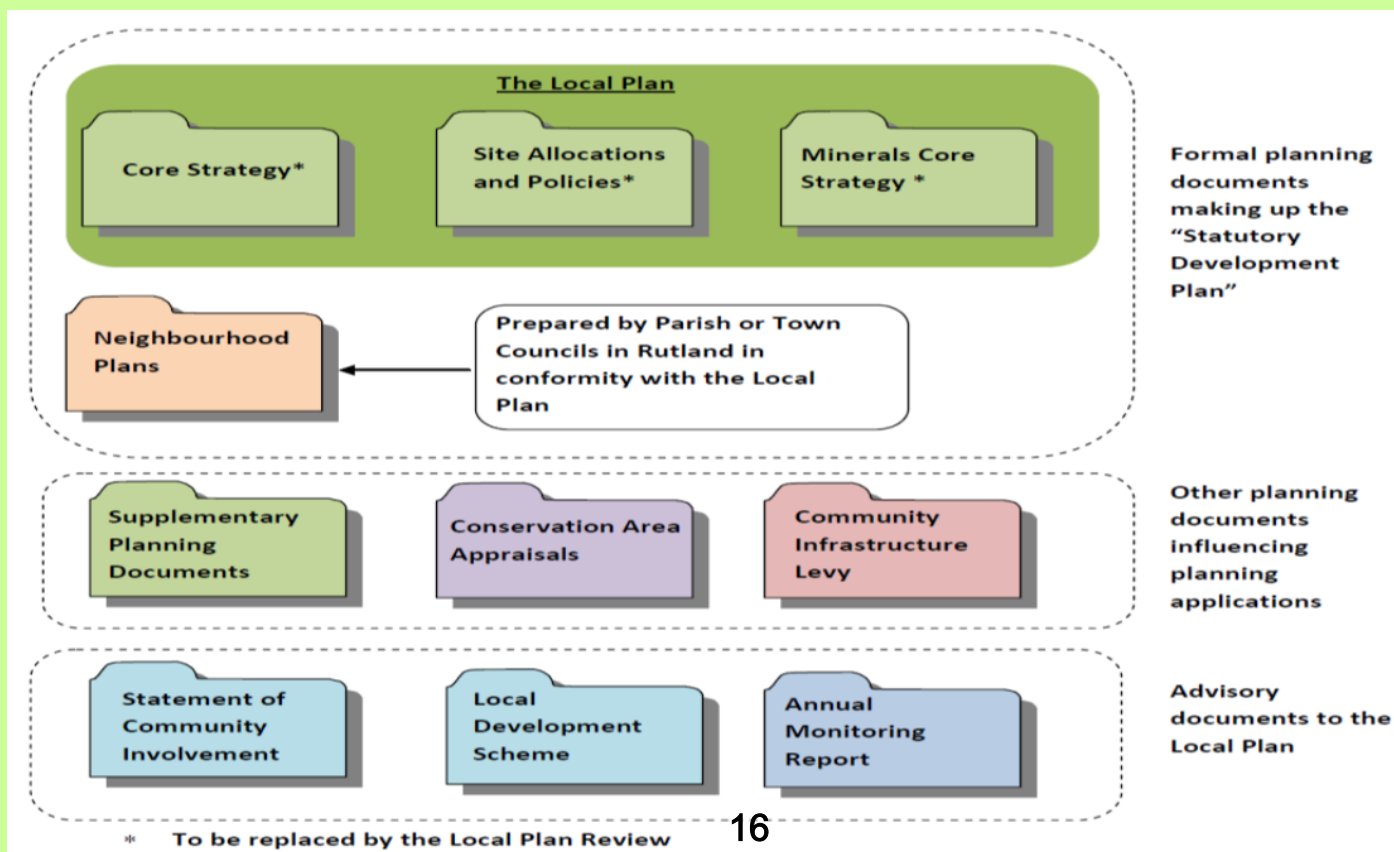 The Local Plan
Core Strategy*
Site Allocations
and Policies*
Minerals Core
Strategy *
Formal planning
documents
making up the
“Statutory
Development
Plan”
Neighbourhood
Plans
Prepared by Parish or Town
Councils in Rutland in
conformity with the Local
Plan
Supplementary
Planning
Documents
Conservation Area
Appraisals
Community
Infrastructure
Levy
Other planning
documents
influencing
planning
applications
Statement of
Community
Involvement
Local
Development
Scheme
Annual
Monitoring
Report
Advisory
documents to the
Local Plan
* To be replaced by the Local Plan Review
16